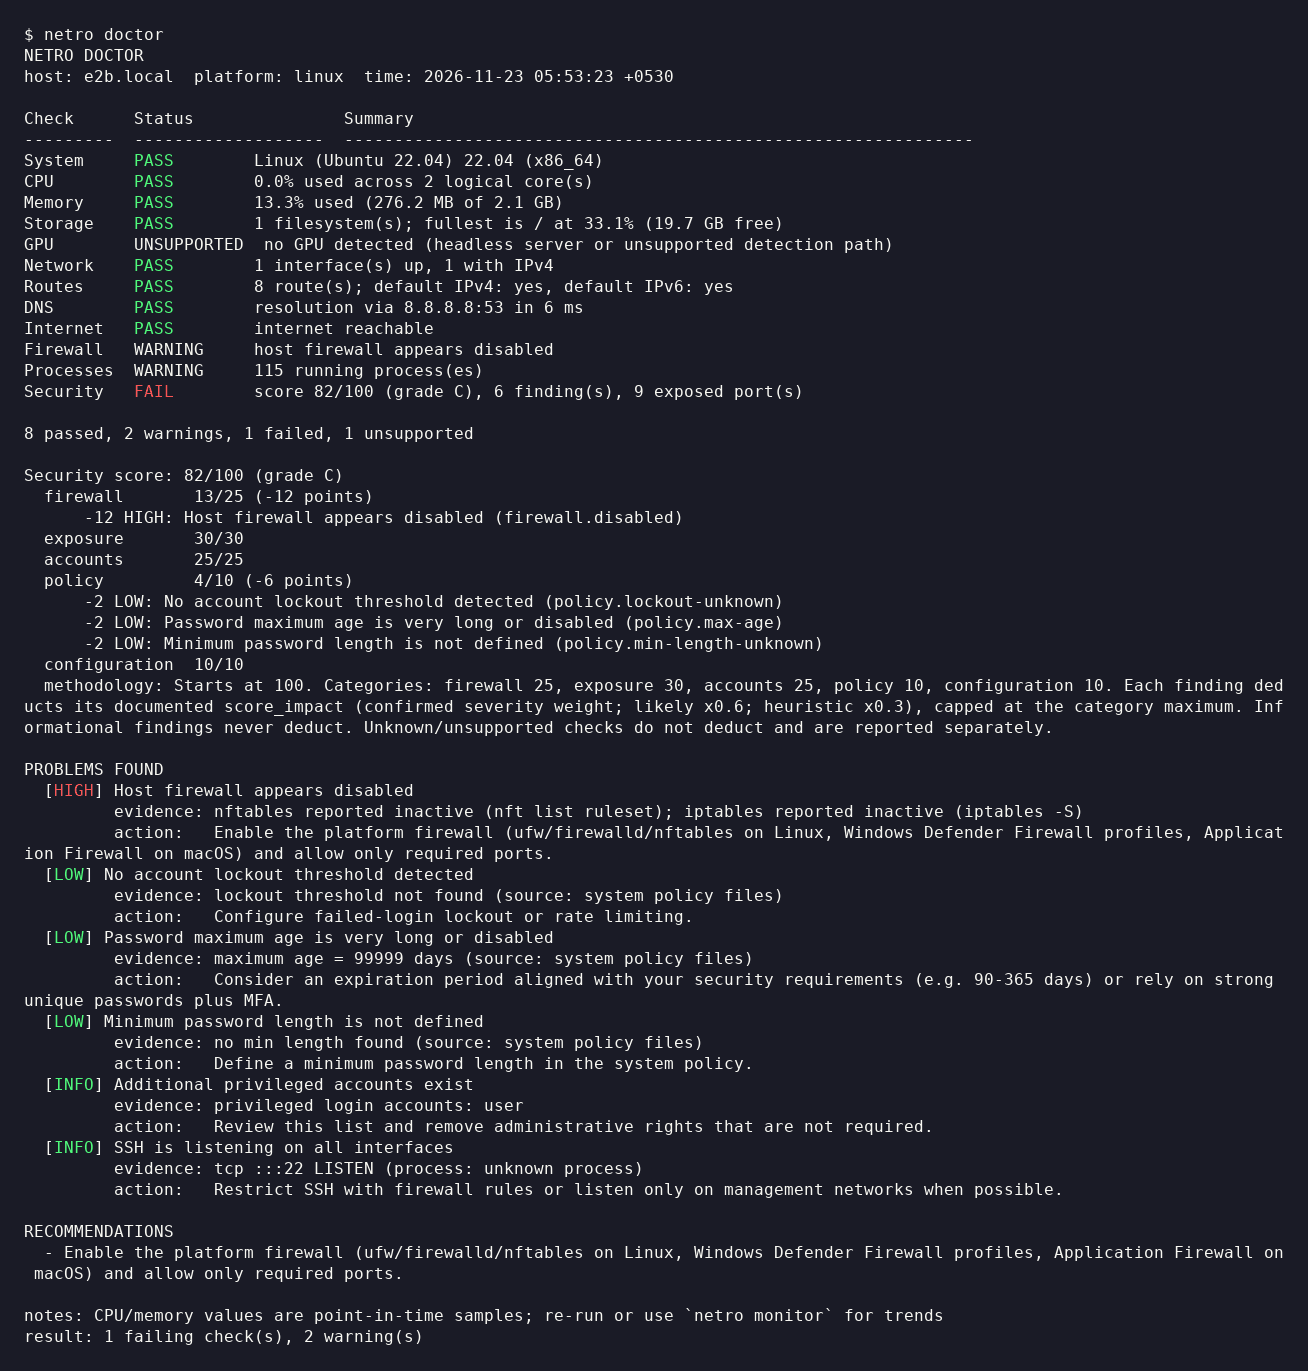 $ netro doctor
NETRO DOCTOR
host: e2b.local  platform: linux  time: 2026-11-23 05:53:23 +0530

Check      Status               Summary
---------  -------------------  ---------------------------------------------------------------
System     PASS        Linux (Ubuntu 22.04) 22.04 (x86_64)
CPU        PASS        0.0% used across 2 logical core(s)
Memory     PASS        13.3% used (276.2 MB of 2.1 GB)
Storage    PASS        1 filesystem(s); fullest is / at 33.1% (19.7 GB free)
GPU        UNSUPPORTED  no GPU detected (headless server or unsupported detection path)
Network    PASS        1 interface(s) up, 1 with IPv4
Routes     PASS        8 route(s); default IPv4: yes, default IPv6: yes
DNS        PASS        resolution via 8.8.8.8:53 in 6 ms
Internet   PASS        internet reachable
Firewall   WARNING     host firewall appears disabled
Processes  WARNING     115 running process(es)
Security   FAIL        score 82/100 (grade C), 6 finding(s), 9 exposed port(s)

8 passed, 2 warnings, 1 failed, 1 unsupported

Security score: 82/100 (grade C)
  firewall       13/25 (-12 points)
      -12 HIGH: Host firewall appears disabled (firewall.disabled)
  exposure       30/30
  accounts       25/25
  policy         4/10 (-6 points)
      -2 LOW: No account lockout threshold detected (policy.lockout-unknown)
      -2 LOW: Password maximum age is very long or disabled (policy.max-age)
      -2 LOW: Minimum password length is not defined (policy.min-length-unknown)
  configuration  10/10
  methodology: Starts at 100. Categories: firewall 25, exposure 30, accounts 25, policy 10, configuration 10. Each finding ded
ucts its documented score_impact (confirmed severity weight; likely x0.6; heuristic x0.3), capped at the category maximum. Inf
ormational findings never deduct. Unknown/unsupported checks do not deduct and are reported separately.

PROBLEMS FOUND
  [HIGH] Host firewall appears disabled
         evidence: nftables reported inactive (nft list ruleset); iptables reported inactive (iptables -S)
         action:   Enable the platform firewall (ufw/firewalld/nftables on Linux, Windows Defender Firewall profiles, Applicat
ion Firewall on macOS) and allow only required ports.
  [LOW] No account lockout threshold detected
         evidence: lockout threshold not found (source: system policy files)
         action:   Configure failed-login lockout or rate limiting.
  [LOW] Password maximum age is very long or disabled
         evidence: maximum age = 99999 days (source: system policy files)
         action:   Consider an expiration period aligned with your security requirements (e.g. 90-365 days) or rely on strong
unique passwords plus MFA.
  [LOW] Minimum password length is not defined
         evidence: no min length found (source: system policy files)
         action:   Define a minimum password length in the system policy.
  [INFO] Additional privileged accounts exist
         evidence: privileged login accounts: user
         action:   Review this list and remove administrative rights that are not required.
  [INFO] SSH is listening on all interfaces
         evidence: tcp :::22 LISTEN (process: unknown process)
         action:   Restrict SSH with firewall rules or listen only on management networks when possible.

RECOMMENDATIONS
  - Enable the platform firewall (ufw/firewalld/nftables on Linux, Windows Defender Firewall profiles, Application Firewall on
 macOS) and allow only required ports.

notes: CPU/memory values are point-in-time samples; re-run or use `netro monitor` for trends
result: 1 failing check(s), 2 warning(s)